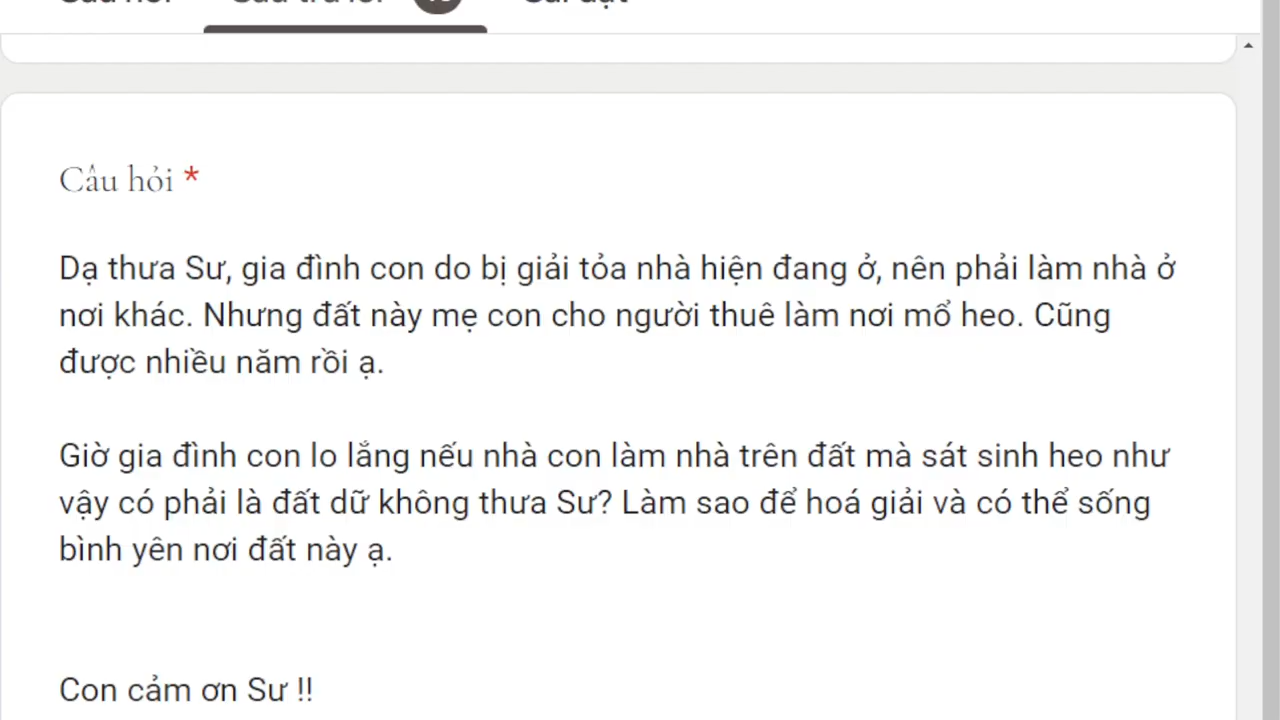 Câu hỏi *
Dạ thưa Sư, gia đình con do bị giải tỏa nhà hiện đang ở, nên phải làm nhà ở
nơi khác. Nhưng đất này mẹ con cho người thuê làm nơi mổ heo. Cũng
được nhiều năm rồi ạ.
Giờ gia đình con lo lắng nếu nhà con làm nhà trên đất mà sát sinh heo như
vậy có phải là đất dữ không thưa Sư? Làm sao để hoá giải và có thể sống
bình yên nơi đất này ạ.
Con cảm ơn Sư !!